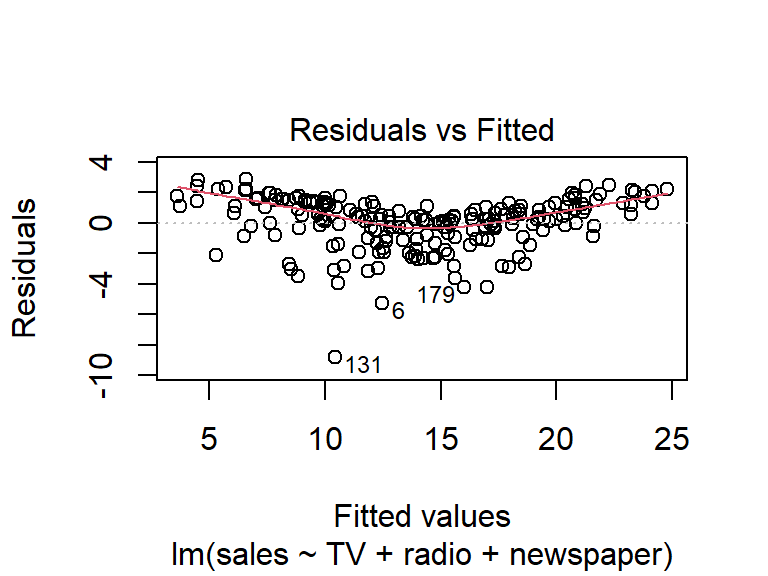 Residuals vs Fitted
Residuals
4
0
-4
-10
179
6
131
5 10 15 20 25
Fitted values
lm(sales ~ TV + radio + newspaper)